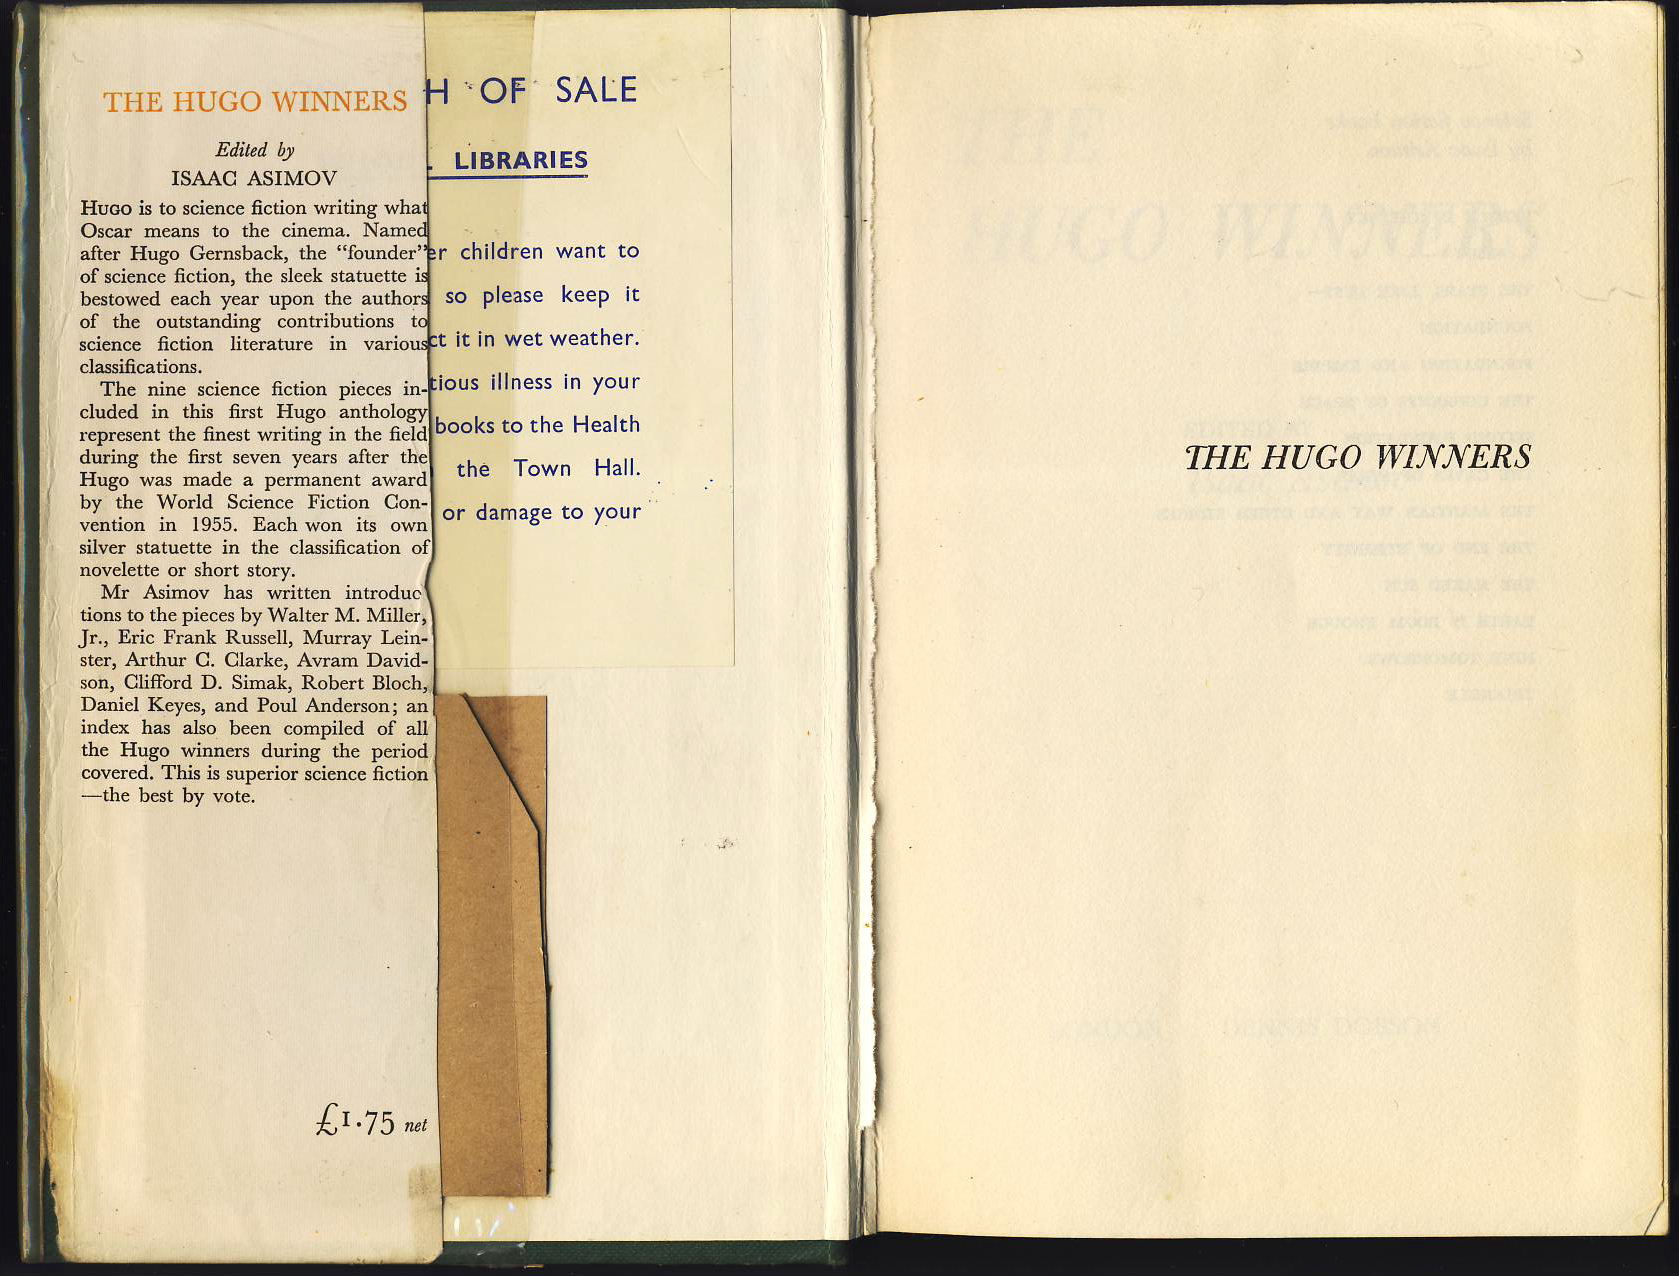 THE HUGO WINNERS
Edited by
ISAAC ASIMOV
HUGO is to science fiction writing what
Oscar means to the cinema. Named
after Hugo Gernsback, the “founder”
of science fiction, the sleek statuette is
bestowed each year upon the authors
of the outstanding contributions to
science fiction literature in various
classifications.
The nine science fiction pieces in-
cluded in this first Hugo anthology
represent the finest writing in the field
during the first seven years after the
Hugo was made a permanent award
by the World Science Fiction Con-
vention in 1955. Each won its own
silver statuette in the classification of
novelette or short story.
Mr Asimov has written introduc
tions to the pieces by Walter M. Miller,
Jr., Eric Frank Russell, Murray Lein-
ster, Arthur C. Clarke, Avram David-
son, Clifford D. Simak, Robert Bloch,
Daniel Keyes, and Poul Anderson; an
index has also been compiled of all
the Hugo winners during the period
covered. This is superior science fiction
—the best by vote.
£1·75 net
H OF SALE
LIBRARIES
er children want to
so please keep it
ct it in wet weather.
tious illness in your
books to the Health
the Town Hall.
or damage to your
THE HUGO WINNERS